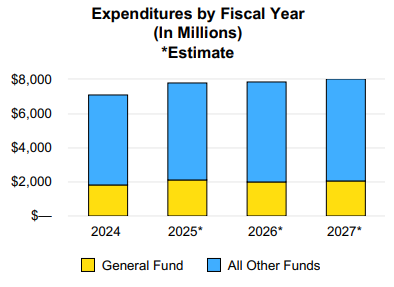 Expenditures by Fiscal Year
(In Millions)
*Estimate
$8,000
$6,000
$4,000
$2,000
$—
2024 2025* 2026* 2027*
General Fund All Other Funds